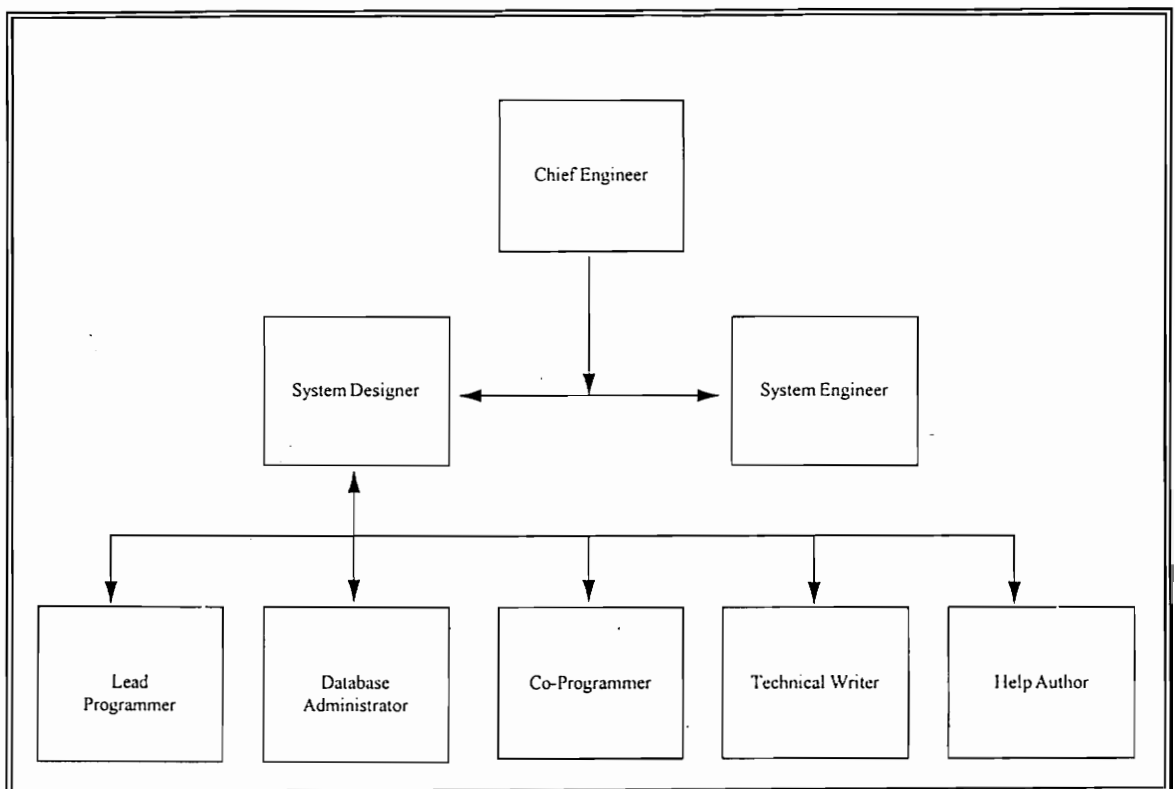 Chief Engineer
System Designer
System Engineer
Lead
Programmer
Database
Administrator
Co-Programmer
Technical Writer
Help Author